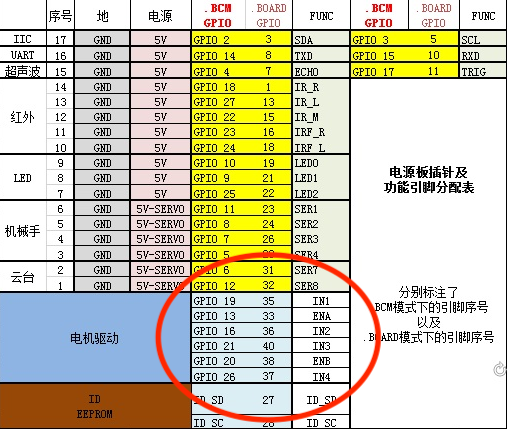 序号 地 电源 .BCM GPIO .BOARD GPIO FUNC .BCM GPIO .BOARD GPIO FUNC
IIC 17 GND 5V GPIO 2 3 SDA GPIO 3 5 SCL
UART 16 GND 5V GPIO 14 8 TXD GPIO 15 10 RXD
超声波 15 GND 5V GPIO 4 7 ECHO GPIO 17 11 TRIG
红外
14 GND 5V GPIO 18 1 IR_R
13 GND 5V GPIO 27 13 IR_L
12 GND 5V GPIO 22 15 IR_M
11 GND 5V GPIO 23 16 IRF_R
10 GND 5V GPIO 24 18 IRF_L
LED
9 GND 5V GPIO 10 19 LED0
8 GND 5V GPIO 9 21 LED1
7 GND 5V GPIO 25 22 LED2
机械手
6 GND 5V-SERVO GPIO 11 23 SER1
5 GND 5V-SERVO GPIO 8 24 SER2
4 GND 5V-SERVO GPIO 7 26 SER3
3 GND 5V-SERVO GPIO 5 SER4
云台
2 GND 5V-SERVO GPIO 6 31 SER7
1 GND 5V-SERVO GPIO 12 32 SER8
电机驱动
GPIO 19 35 IN1
GPIO 13 33 ENA
GPIO 16 36 IN2
GPIO 21 40 IN3
GPIO 20 38 ENB
GPIO 26 37 IN4
ID
EEPROM
ID_SD 27 ID_SD
ID_SC 28 ID_SC
电源板插针及
功能引脚分配表
分别标注了
.BCM模式下的引脚序号
以及
.BOARD模式下的引脚序号